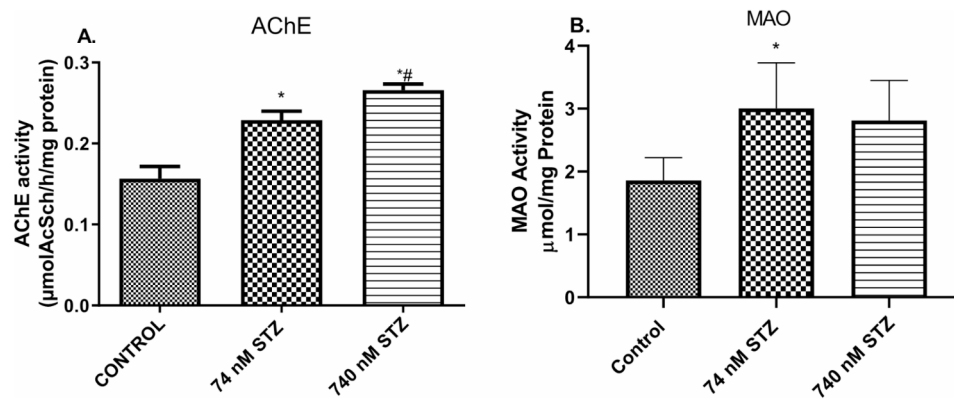 A.
AChE
AChE activity
(µmolAcSch/h/mg protein)
0.3
0.2
0.1
0.0
*
*#
CONTROL
74 nM STZ
740 nM STZ
B.
MAO
MAO Activity
µmol/mg Protein
4
3
2
1
0
*
Control
74 nM STZ
740 nM STZ